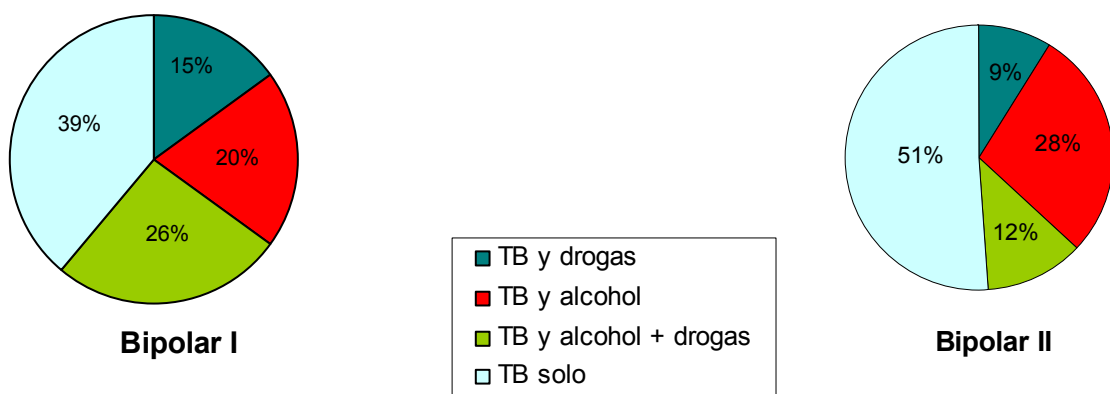 15%
20%
26%
39%
Bipolar I
TB y drogas
TB y alcohol
TB y alcohol + drogas
TB solo
9%
28%
12%
51%
Bipolar II